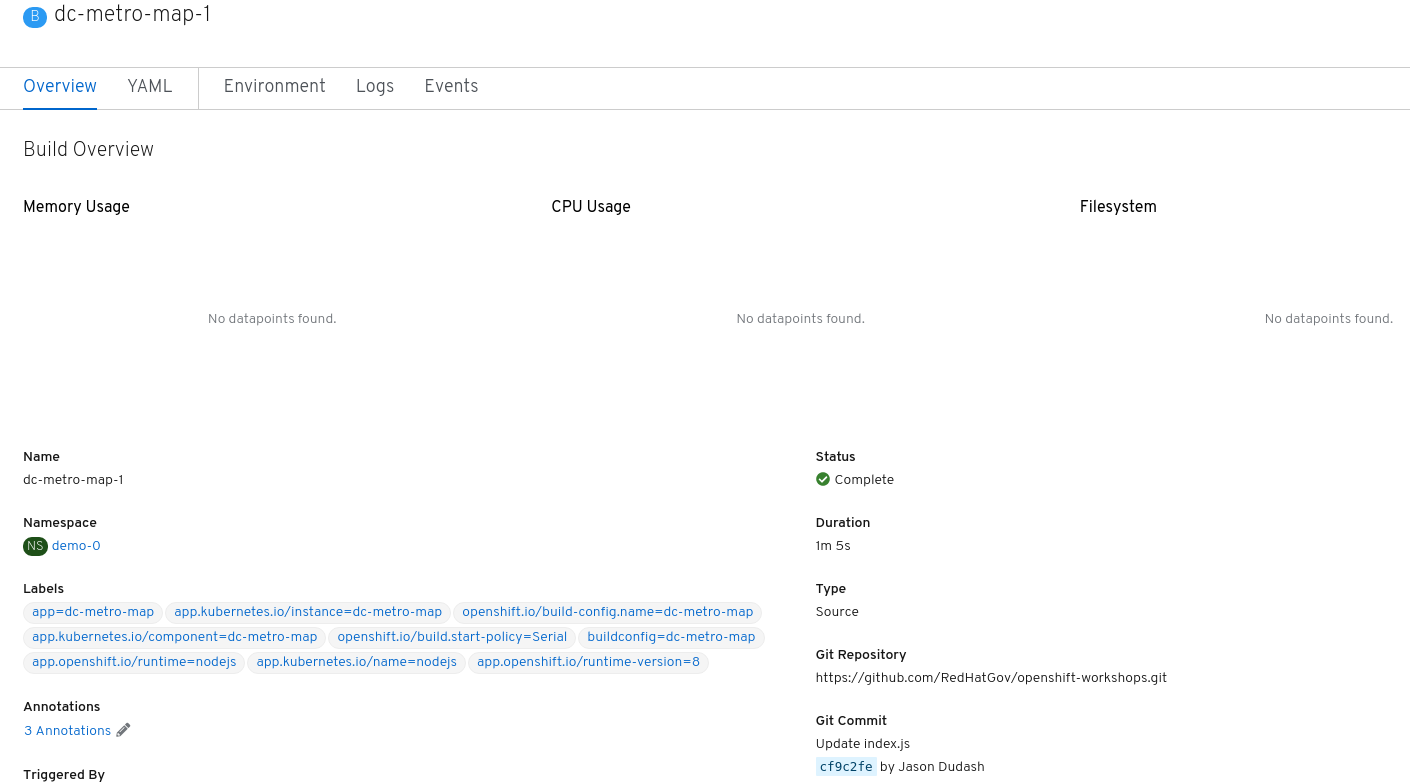 B dc-metro-map-1
Overview YAML Environment Logs Events
Build Overview
Memory Usage CPU Usage Filesystem
No datapoints found. No datapoints found. No datapoints found.
Name
dc-metro-map-1
Namespace
NS demo-0
Labels
app=dc-metro-map app.kubernetes.io/instance=dc-metro-map openshift.io/build-config.name=dc-metro-map
app.kubernetes.io/component=dc-metro-map openshift.io/build.start-policy=Serial buildconfig=dc-metro-map
app.openshift.io/runtime=nodejs app.kubernetes.io/name=nodejs app.openshift.io/runtime-version=8
Annotations
3 Annotations
Triggered By
Status
Complete
Duration
1m 5s
Type
Source
Git Repository
https://github.com/RedHatGov/openshift-workshops.git
Git Commit
Update index.js
cf9c2fe by Jason Dudash